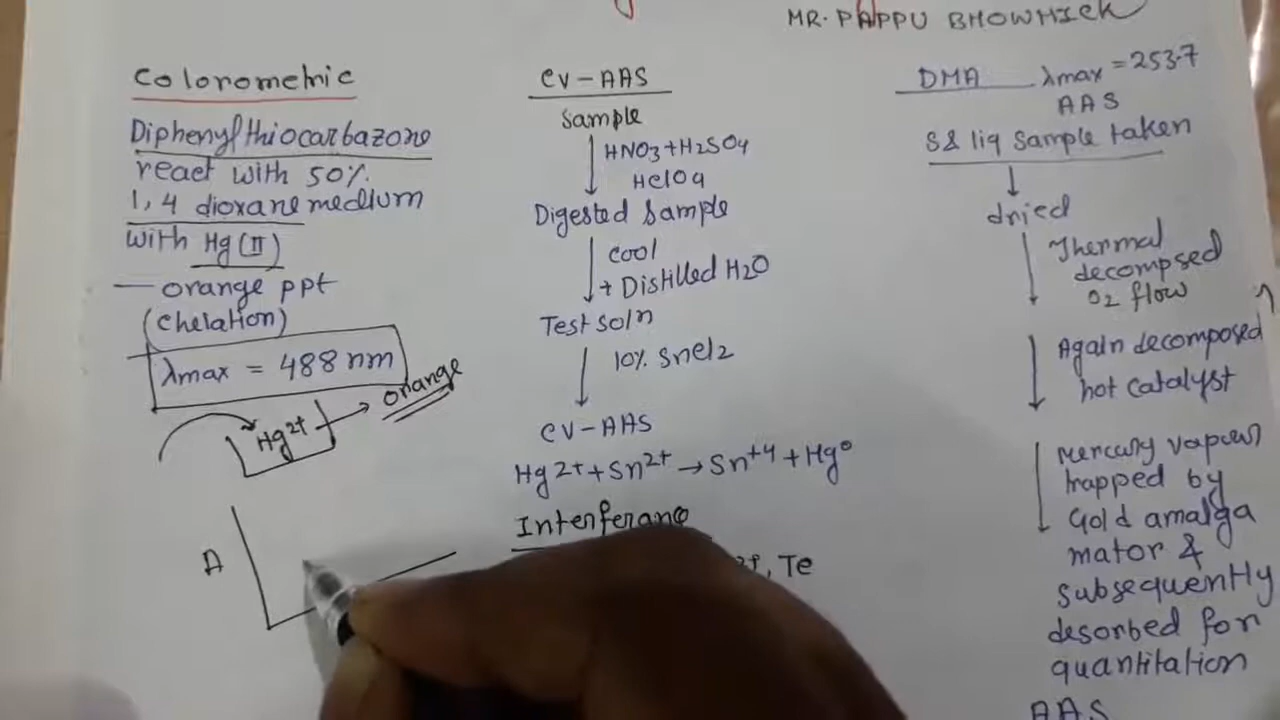 MR. PAPPU BHOWMICK
Colorometric
Diphenylthiocarbazone
react with 50%.
1, 4 dioxane medium
with Hg (II)
— orange ppt
(Chelation)
λmax = 488 nm
Hg2+ → orange
A
CV-AAS
Sample
HNO3+H2SO4
HClO4
Digested Sample
cool
+ Distilled H2O
Test soln
10% SnCl2
CV-AAS
Hg2+ + Sn2+ → Sn+4 + Hg0
Interferanc
, Te
DMA λmax = 253.7
AAS
S & liq Sample taken
dried
Thermal
decompsed
O2 flow
Again decomposed
hot catalyst
Mercury vapour
trapped by
Gold amalga
mator &
subsequently
desorbed for
quantitation
AAS